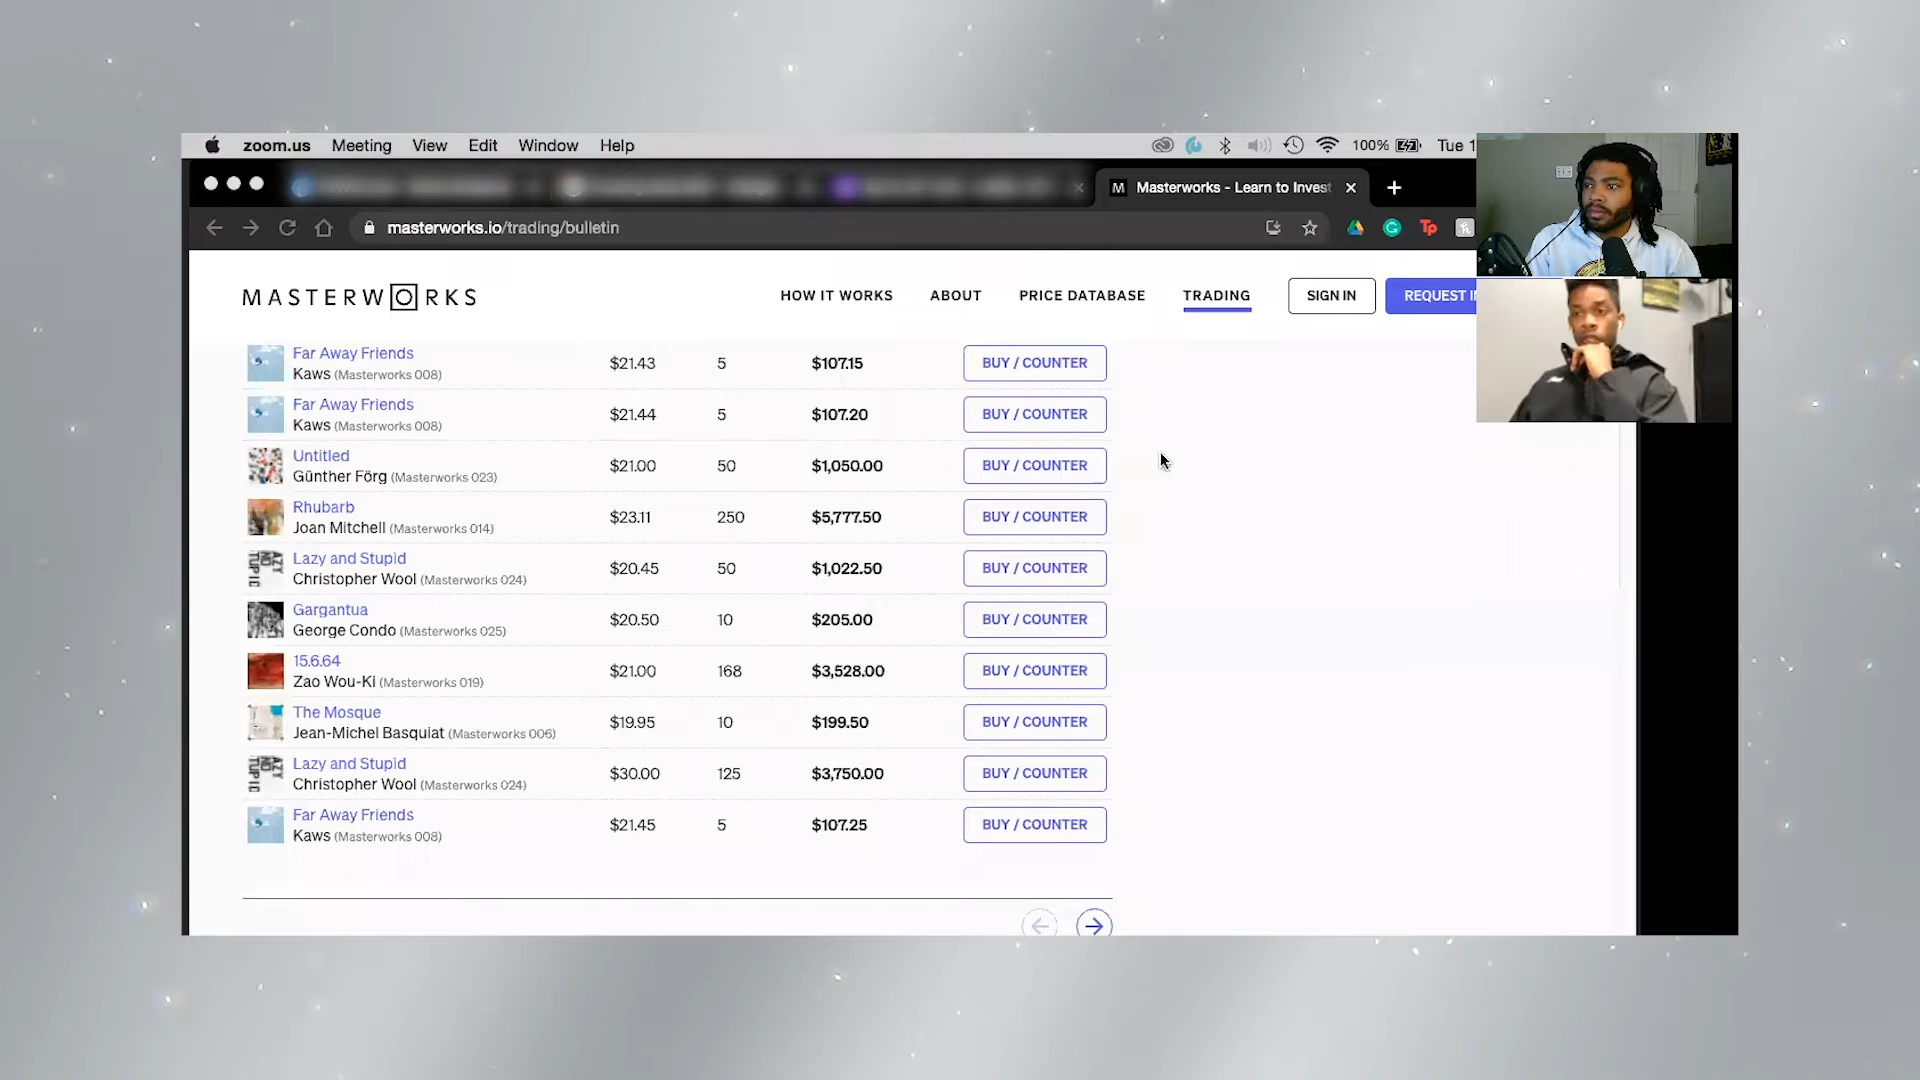 zoom.us Meeting View Edit Window Help 100% Tue 1
M Masterworks - Learn to Invest
masterworks.io/trading/bulletin
MASTERWORKS HOW IT WORKS ABOUT PRICE DATABASE TRADING SIGN IN REQUEST
Far Away Friends
Kaws (Masterworks 008) $21.43 5 $107.15 BUY / COUNTER
Far Away Friends
Kaws (Masterworks 008) $21.44 5 $107.20 BUY / COUNTER
Untitled
Günther Förg (Masterworks 023) $21.00 50 $1,050.00 BUY / COUNTER
Rhubarb
Joan Mitchell (Masterworks 014) $23.11 250 $5,777.50 BUY / COUNTER
Lazy and Stupid
Christopher Wool (Masterworks 024) $20.45 50 $1,022.50 BUY / COUNTER
Gargantua
George Condo (Masterworks 025) $20.50 10 $205.00 BUY / COUNTER
15.6.64
Zao Wou-Ki (Masterworks 019) $21.00 168 $3,528.00 BUY / COUNTER
The Mosque
Jean-Michel Basquiat (Masterworks 006) $19.95 10 $199.50 BUY / COUNTER
Lazy and Stupid
Christopher Wool (Masterworks 024) $30.00 125 $3,750.00 BUY / COUNTER
Far Away Friends
Kaws (Masterworks 008) $21.45 5 $107.25 BUY / COUNTER